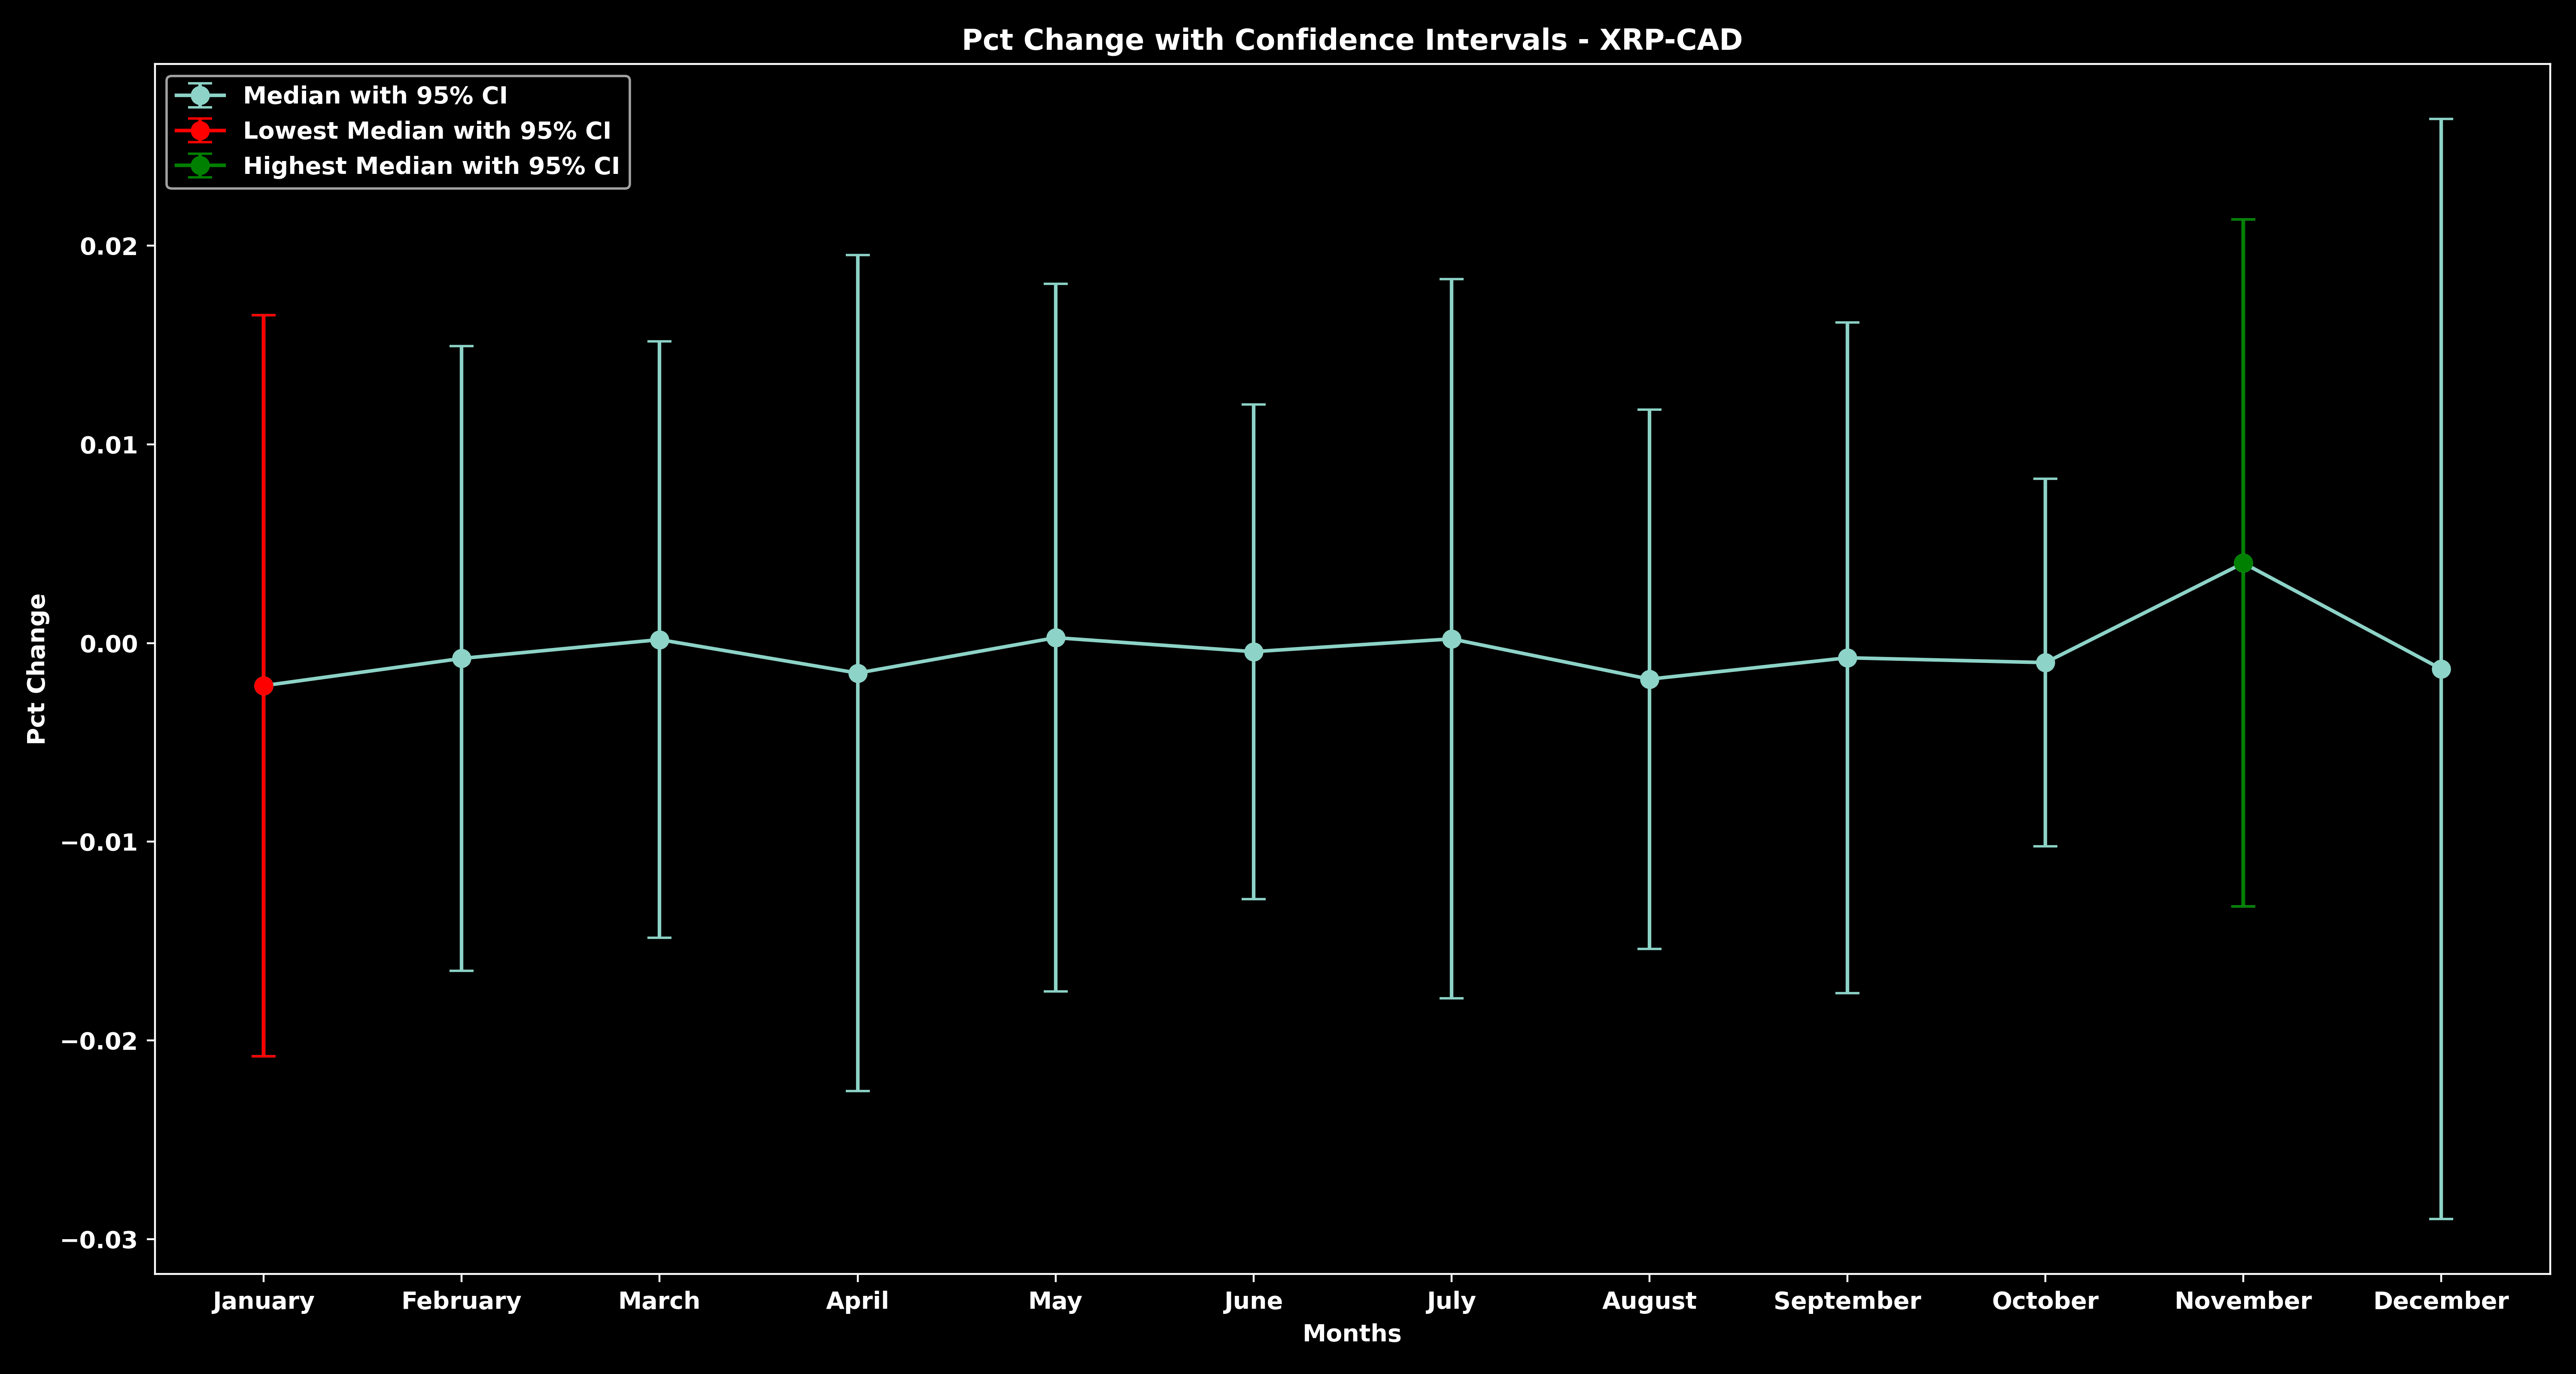 Pct Change with Confidence Intervals - XRP-CAD
Median with 95% CI
Lowest Median with 95% CI
Highest Median with 95% CI
Pct Change
0.02
0.01
0.00
−0.01
−0.02
−0.03
January February March April May June July August September October November December
Months